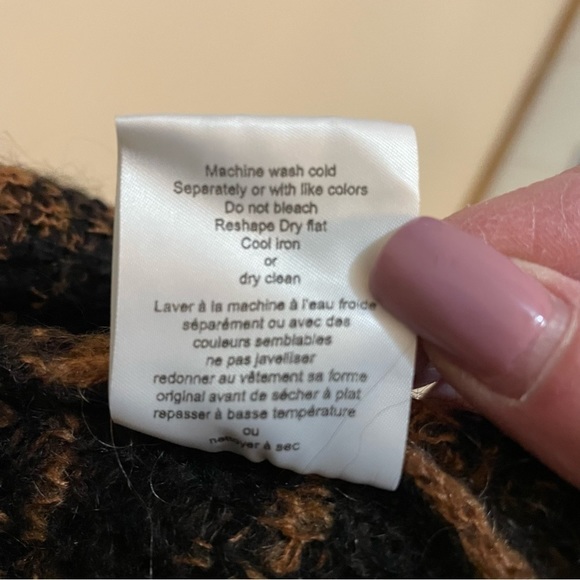 Machine wash cold
Separately or with like colors
Do not bleach
Reshape Dry flat
Cool iron
or
dry clean
Laver à la machine à l'eau froide
séparément ou avec des
couleurs semblables
ne pas javelliser
redonner au vêtement sa forme
original avant de sécher à plat
repasser à basse température
ou
nettoyer à sec